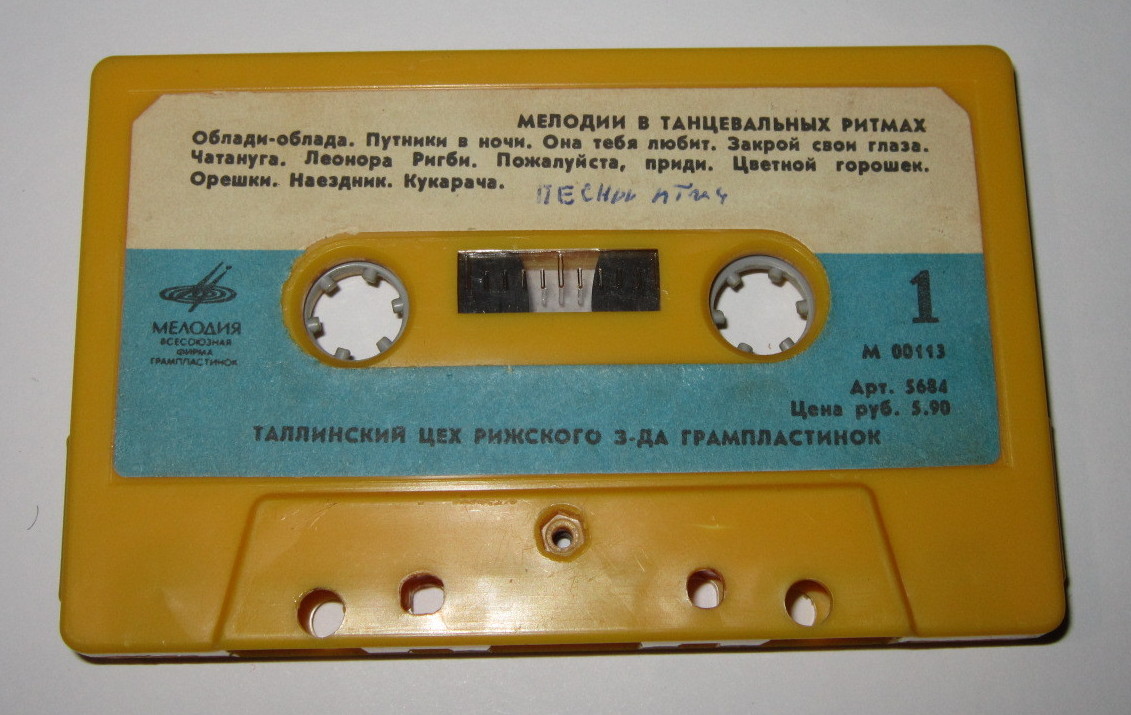 МЕЛОДИИ В ТАНЦЕВАЛЬНЫХ РИТМАХ
Облади-облада. Путники в ночи. Она тебя любит. Закрой свои глаза.
Чатануга. Леонора Ригби. Пожалуйста, приди. Цветной горошек.
Орешки. Наездник. Кукарача.
ПЕСНИ птиц
1
МЕЛОДИЯ
ВСЕСОЮЗНАЯ
ФИРМА
ГРАМПЛАСТИНОК
М 00113
Арт. 5684
Цена руб. 5.90
ТАЛЛИНСКИЙ ЦЕХ РИЖСКОГО З-ДА ГРАМПЛАСТИНОК